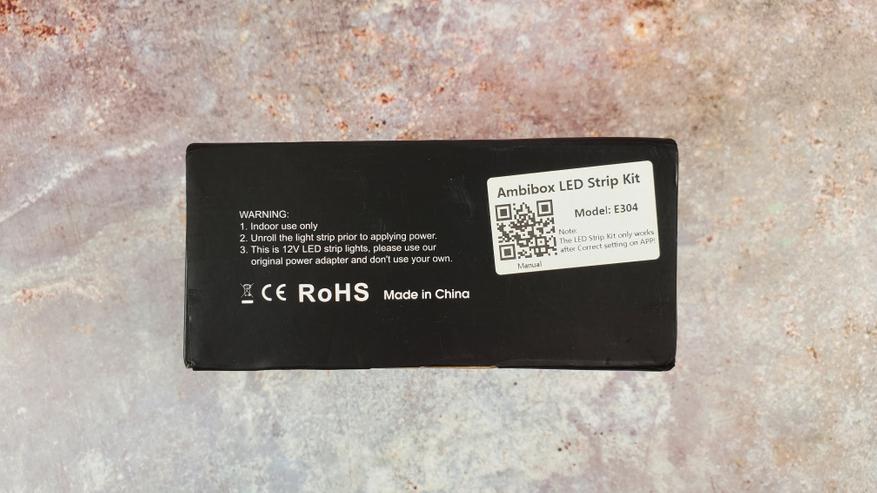 WARNING:
1. Indoor use only
2. Unroll the light strip prior to applying power.
3. This is 12V LED strip lights, please use our
original power adapter and don't use your own.
CE RoHS Made in China
Ambibox LED Strip Kit
Model: E304
Note:
The LED Strip Kit only works
after Correct setting on APP!
Manual